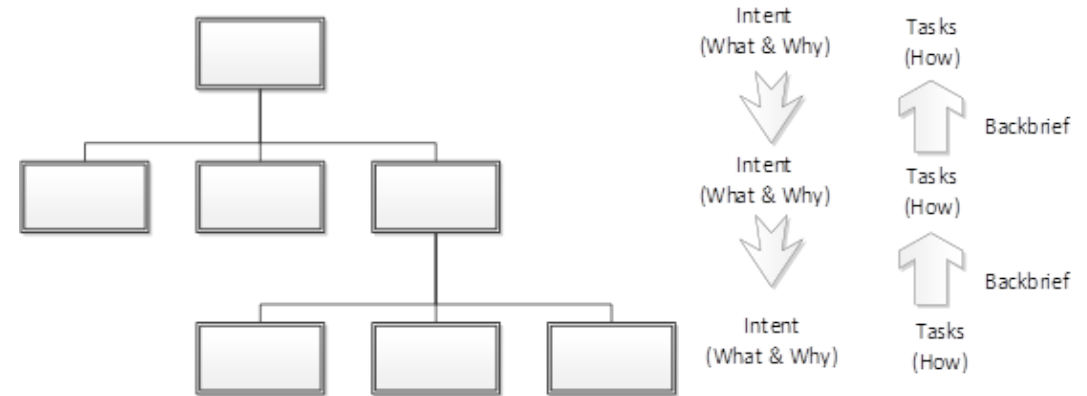 Intent
(What & Why)
Tasks
(How)
Backbrief
Intent
(What & Why)
Tasks
(How)
Backbrief
Intent
(What & Why)
Tasks
(How)